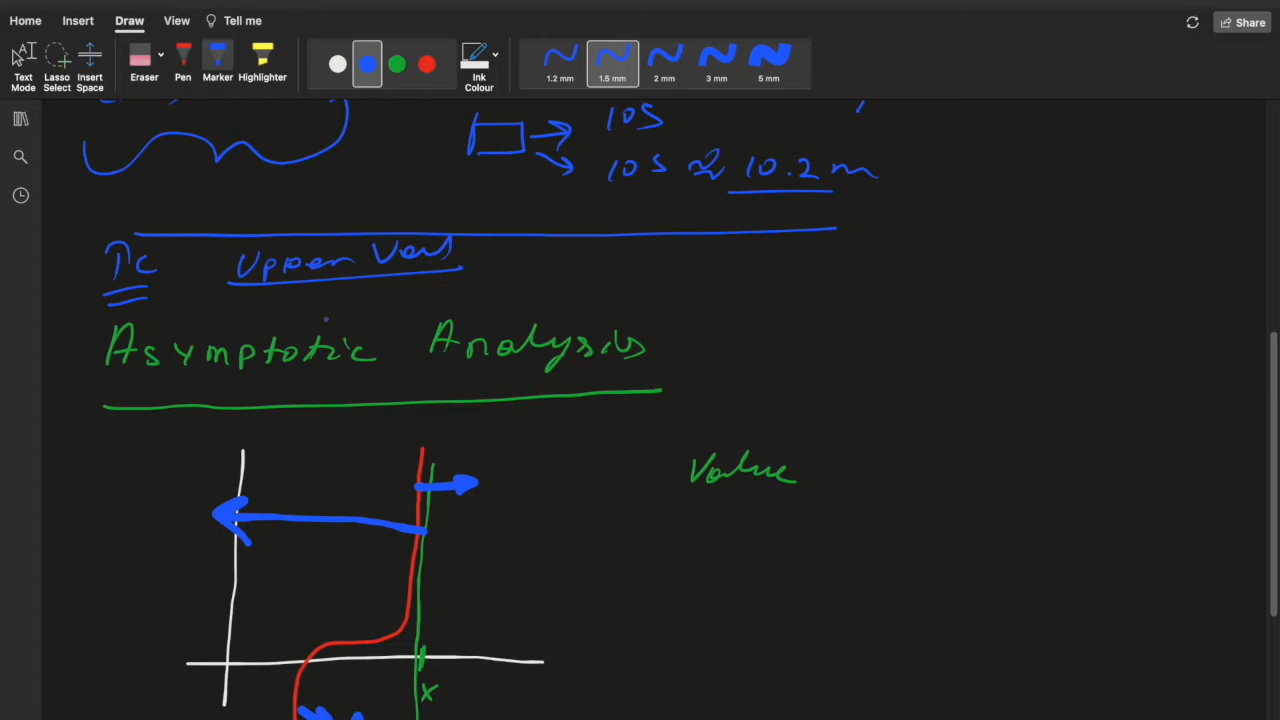 Home Insert Draw View Tell me Share
Text Mode Lasso Select Insert Space Eraser Pen Marker Highlighter Ink Colour 1.2 mm 1.5 mm 2 mm 3 mm 5 mm
10s
10s ≈ 10.2 m
Tc Upper
Asymptotic Analysis
Value
x